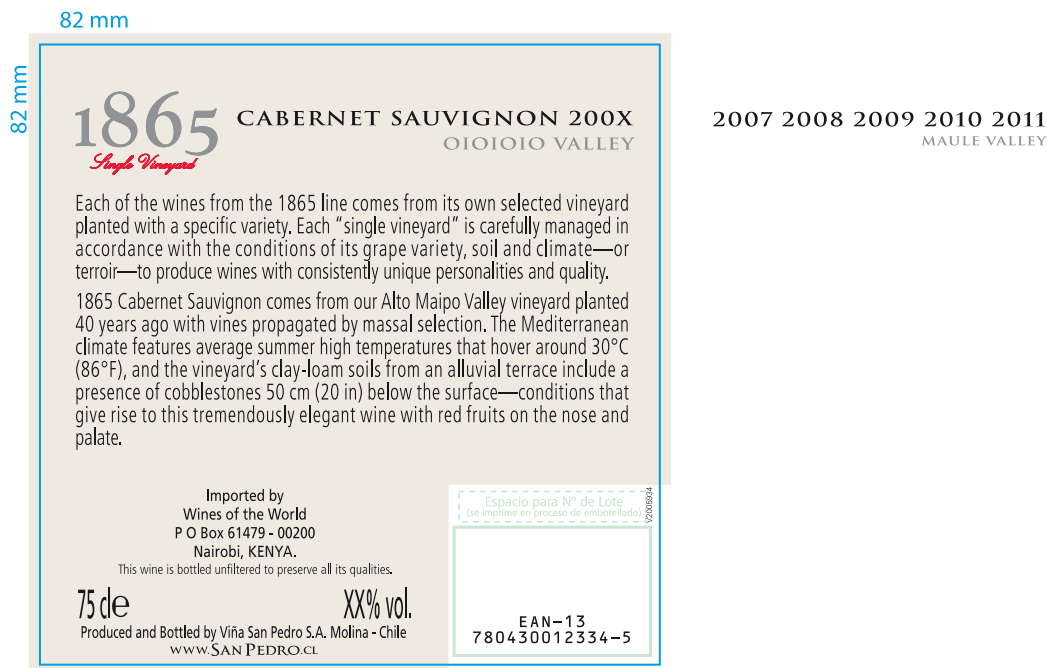 82 mm
82 mm
1865
Single Vineyard
CABERNET SAUVIGNON 200X
OIOIOIO VALLEY
2007 2008 2009 2010 2011
MAULE VALLEY
Each of the wines from the 1865 line comes from its own selected vineyard
planted with a specific variety. Each “single vineyard” is carefully managed in
accordance with the conditions of its grape variety, soil and climate—or
terroir—to produce wines with consistently unique personalities and quality.
1865 Cabernet Sauvignon comes from our Alto Maipo Valley vineyard planted
40 years ago with vines propagated by massal selection. The Mediterranean
climate features average summer high temperatures that hover around 30°C
(86°F), and the vineyard’s clay-loam soils from an alluvial terrace include a
presence of cobblestones 50 cm (20 in) below the surface—conditions that
give rise to this tremendously elegant wine with red fruits on the nose and
palate.
Imported by
Wines of the World
P O Box 61479 - 00200
Nairobi, KENYA.
This wine is bottled unfiltered to preserve all its qualities.
75 cle XX% vol.
Produced and Bottled by Viña San Pedro S.A. Molina - Chile
WWW.SAN PEDRO.CL
Espacio para Nº de Lote
(se imprime en proceso de embotellado)
V2005934
EAN-13
780430012334-5